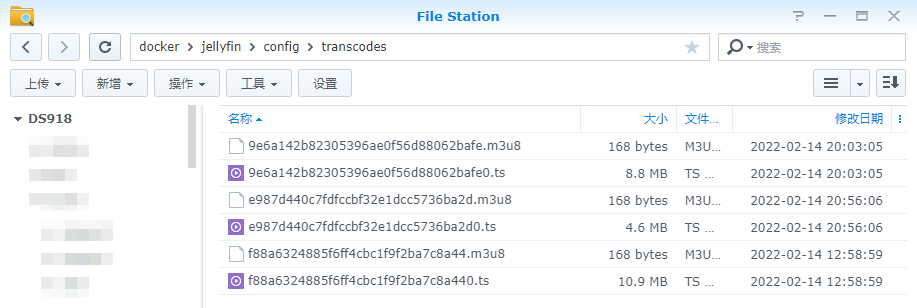 File Station
docker jellyfin config transcodes
搜索
上传 新增 操作 工具 设置
DS918
名称 大小 文件... 修改日期
9e6a142b82305396ae0f56d88062bafe.m3u8 168 bytes M3U... 2022-02-14 20:03:05
9e6a142b82305396ae0f56d88062bafe0.ts 8.8 MB TS ... 2022-02-14 20:03:05
e987d440c7fdfccbf32e1dcc5736ba2d.m3u8 168 bytes M3U... 2022-02-14 20:56:06
e987d440c7fdfccbf32e1dcc5736ba2d0.ts 4.6 MB TS ... 2022-02-14 20:56:06
f88a6324885f6ff4cbc1f9f2ba7c8a44.m3u8 168 bytes M3U... 2022-02-14 12:58:59
f88a6324885f6ff4cbc1f9f2ba7c8a440.ts 10.9 MB TS ... 2022-02-14 12:58:59